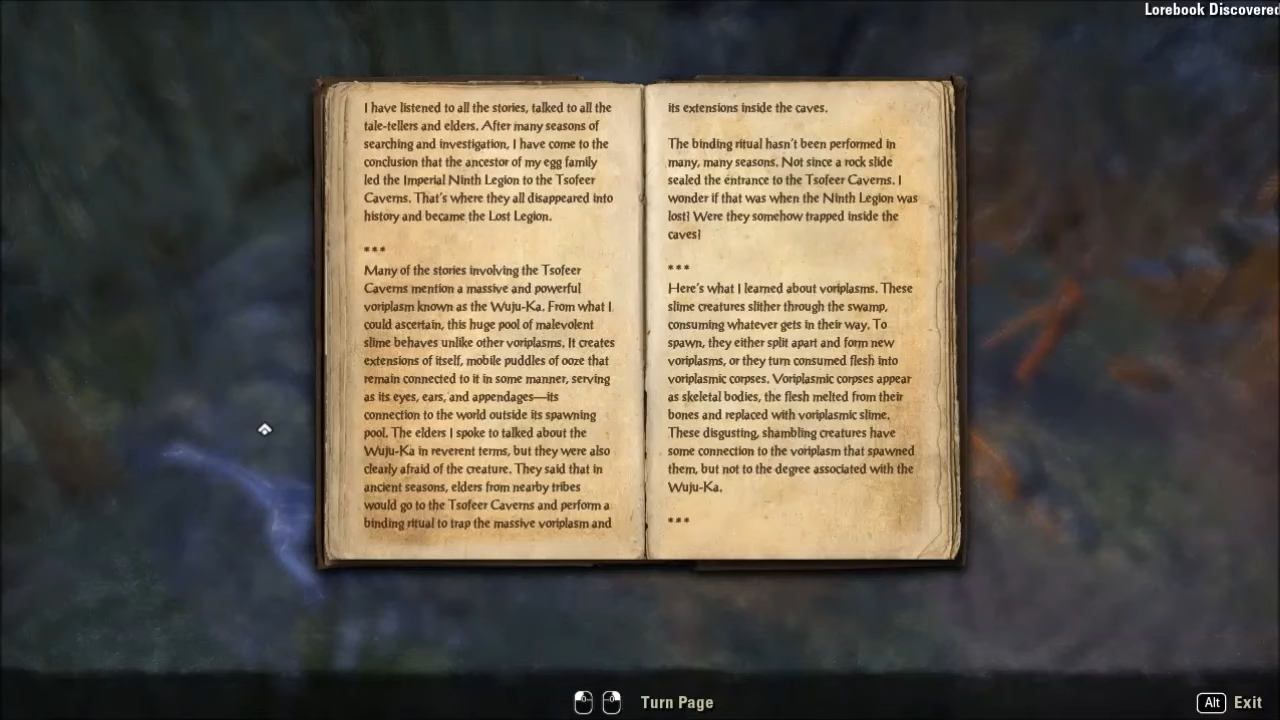 Lorebook Discovered
I have listened to all the stories, talked to all the
tale-tellers and elders. After many seasons of
searching and investigation, I have come to the
conclusion that the ancestor of my egg family
led the Imperial Ninth Legion to the Tsofeer
Caverns. That's where they all disappeared into
history and became the Lost Legion.
***
Many of the stories involving the Tsofeer
Caverns mention a massive and powerful
voriplasm known as the Wuju-Ka. From what I
could ascertain, this huge pool of malevolent
slime behaves unlike other voriplasms. It creates
extensions of itself, mobile puddles of ooze that
remain connected to it in some manner, serving
as its eyes, ears, and appendages—its
connection to the world outside its spawning
pool. The elders I spoke to talked about the
Wuju-Ka in reverent terms, but they were also
clearly afraid of the creature. They said that in
ancient seasons, elders from nearby tribes
would go to the Tsofeer Caverns and perform a
binding ritual to trap the massive voriplasm and
its extensions inside the caves.
The binding ritual hasn't been performed in
many, many seasons. Not since a rock slide
sealed the entrance to the Tsofeer Caverns. I
wonder if that was when the Ninth Legion was
lost? Were they somehow trapped inside the
caves?
***
Here's what I learned about voriplasms. These
slime creatures slither through the swamp,
consuming whatever gets in their way. To
spawn, they either split apart and form new
voriplasms, or they turn consumed flesh into
voriplasmic corpses. Voriplasmic corpses appear
as skeletal bodies, the flesh melted from their
bones and replaced with voriplasmic slime.
These disgusting, shambling creatures have
some connection to the voriplasm that spawned
them, but not to the degree associated with the
Wuju-Ka.
***
Turn Page
Alt Exit